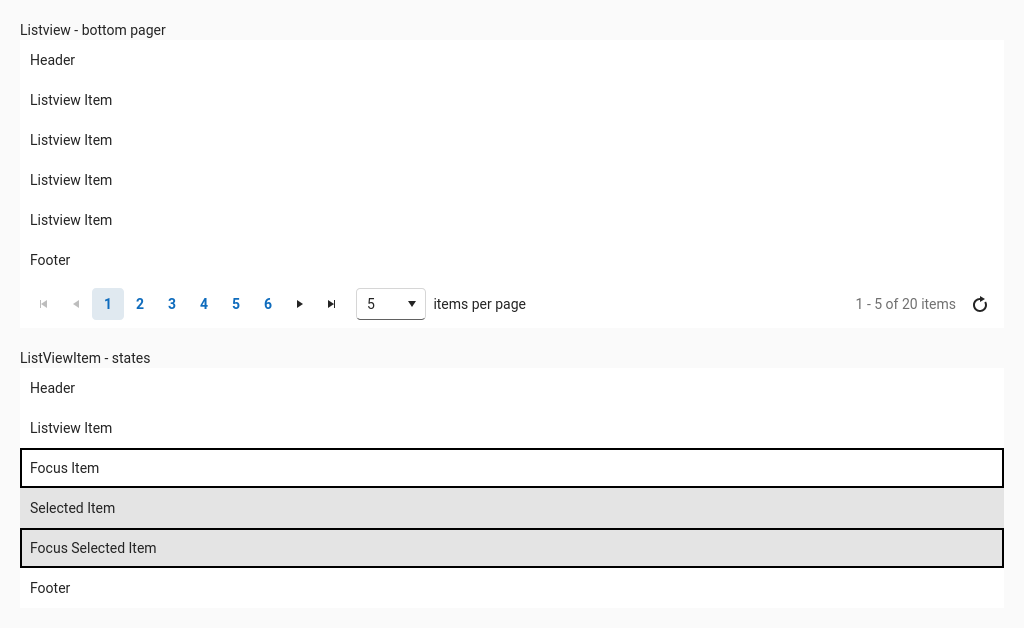 Listview - bottom pager
Header
Listview Item
Listview Item
Listview Item
Listview Item
Footer
1 2 3 4 5 6 5 items per page 1 - 5 of 20 items
ListViewItem - states
Header
Listview Item
Focus Item
Selected Item
Focus Selected Item
Footer